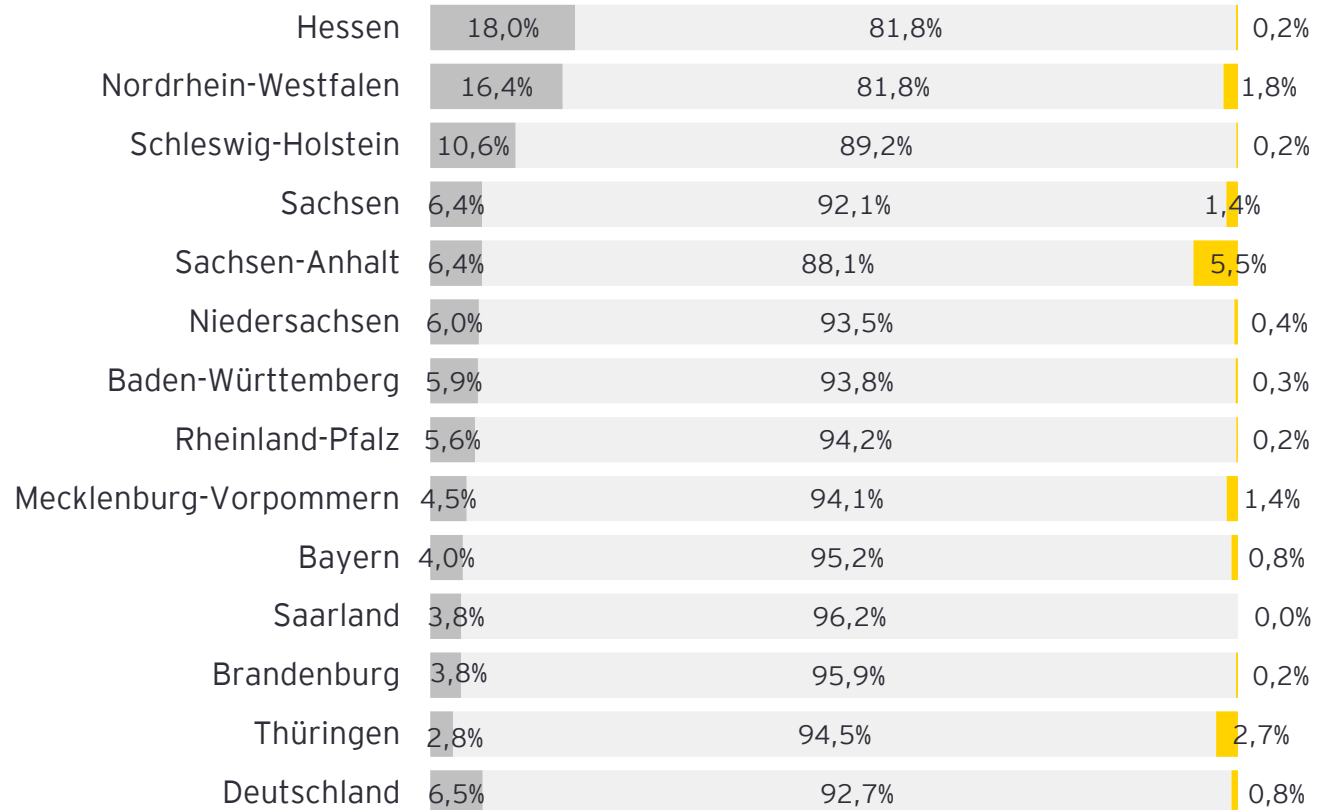 Hessen 18,0% 81,8% 0,2%
Nordrhein-Westfalen 16,4% 81,8% 1,8%
Schleswig-Holstein 10,6% 89,2% 0,2%
Sachsen 6,4% 92,1% 1,4%
Sachsen-Anhalt 6,4% 88,1% 5,5%
Niedersachsen 6,0% 93,5% 0,4%
Baden-Württemberg 5,9% 93,8% 0,3%
Rheinland-Pfalz 5,6% 94,2% 0,2%
Mecklenburg-Vorpommern 4,5% 94,1% 1,4%
Bayern 4,0% 95,2% 0,8%
Saarland 3,8% 96,2% 0,0%
Brandenburg 3,8% 95,9% 0,2%
Thüringen 2,8% 94,5% 2,7%
Deutschland 6,5% 92,7% 0,8%